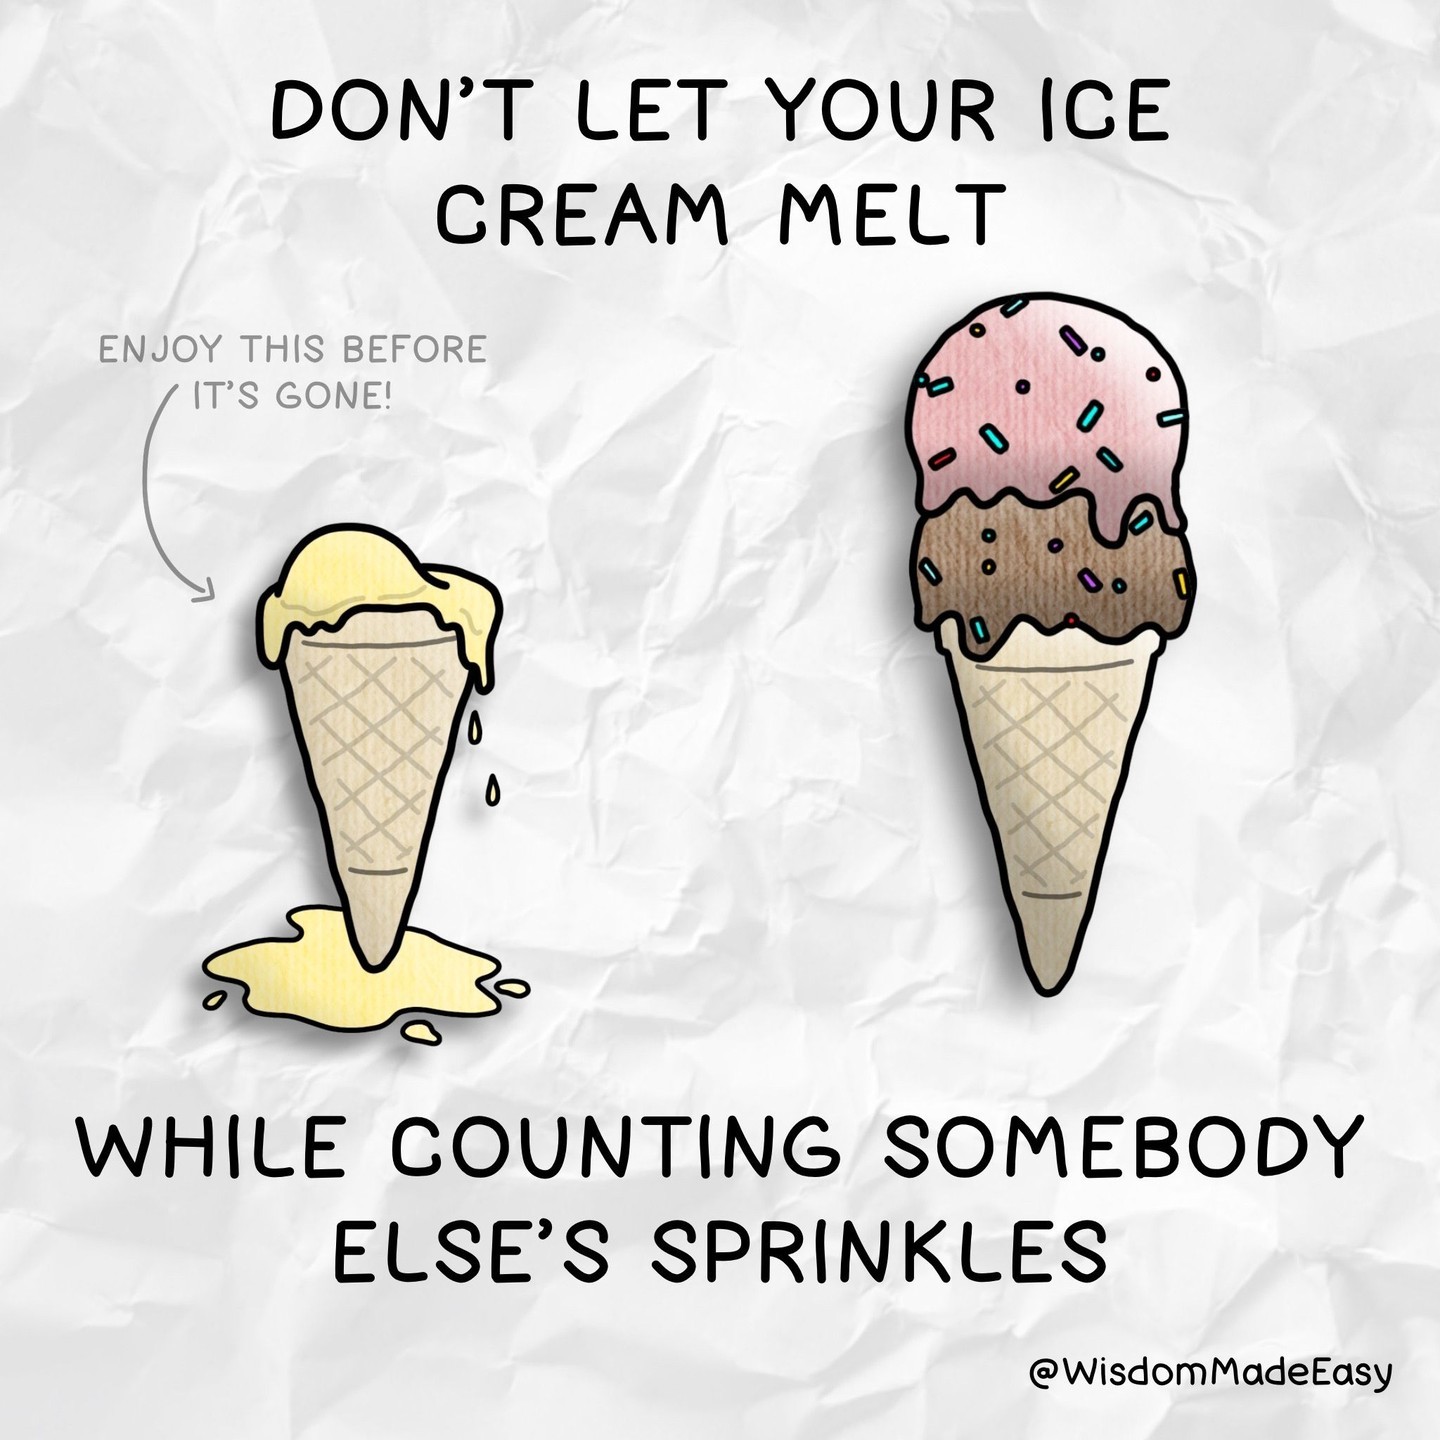 DON'T LET YOUR ICE
CREAM MELT
ENJOY THIS BEFORE
IT'S GONE!
WHILE COUNTING SOMEBODY
ELSE'S SPRINKLES
@WisdomMadeEasy